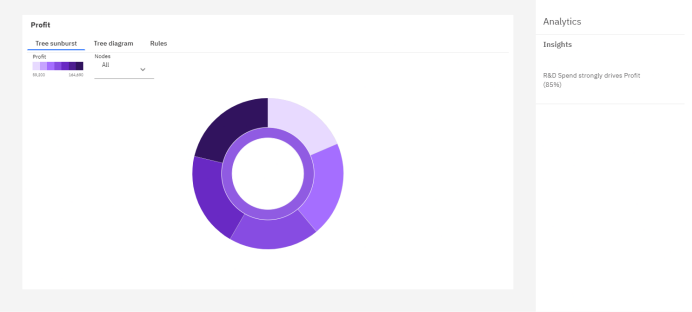 Profit
Tree sunburst Tree diagram Rules
Profit
Nodes
All
Analytics
Insights
R&D Spend strongly drives Profit
(85%)